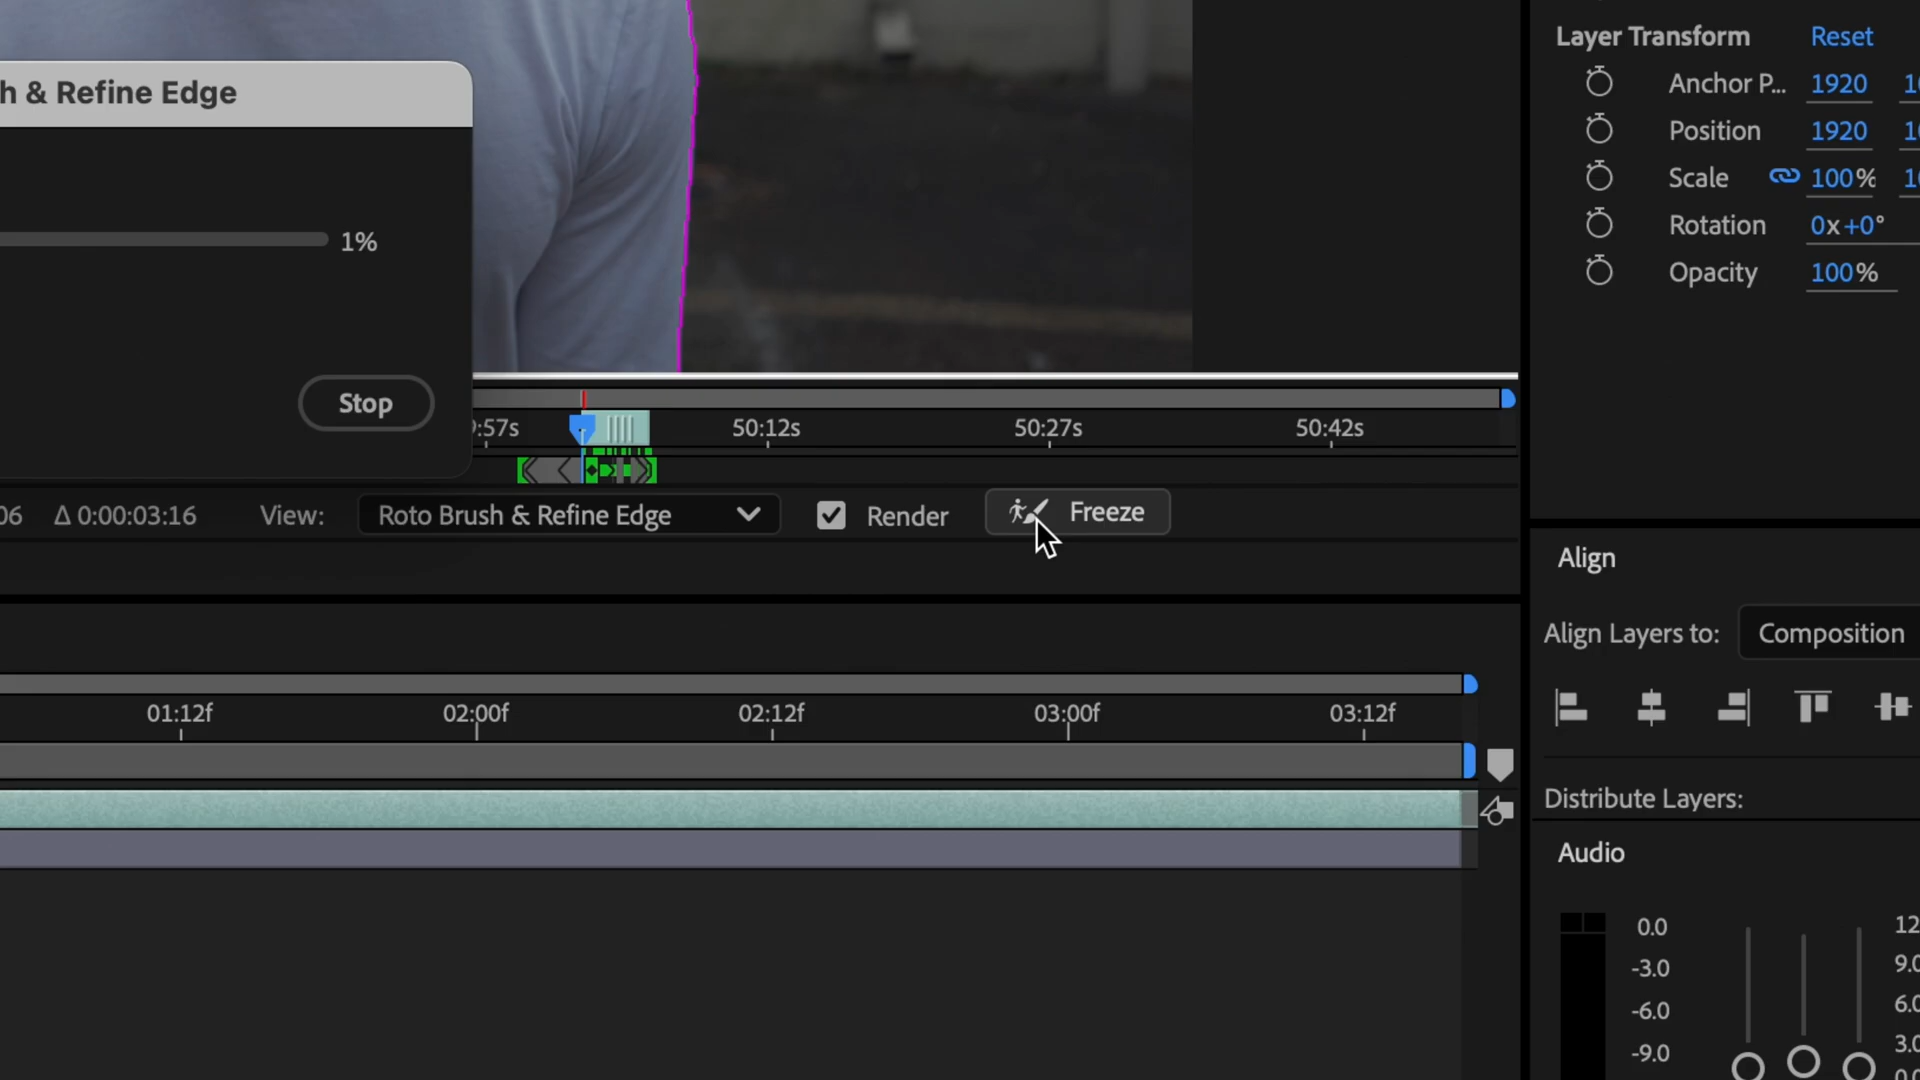 Layer Transform Reset
h & Refine Edge
Anchor P... 1920
Position 1920
Scale 100%
1%
Rotation 0x+0°
Opacity 100%
Stop
:57s 50:12s 50:27s 50:42s
06 Δ 0:00:03:16 View: Roto Brush & Refine Edge Render Freeze
Align
Align Layers to: Composition
01:12f 02:00f 02:12f 03:00f 03:12f
Distribute Layers:
Audio
0.0 12
-3.0 9.0
-6.0 6.0
-9.0 3.0